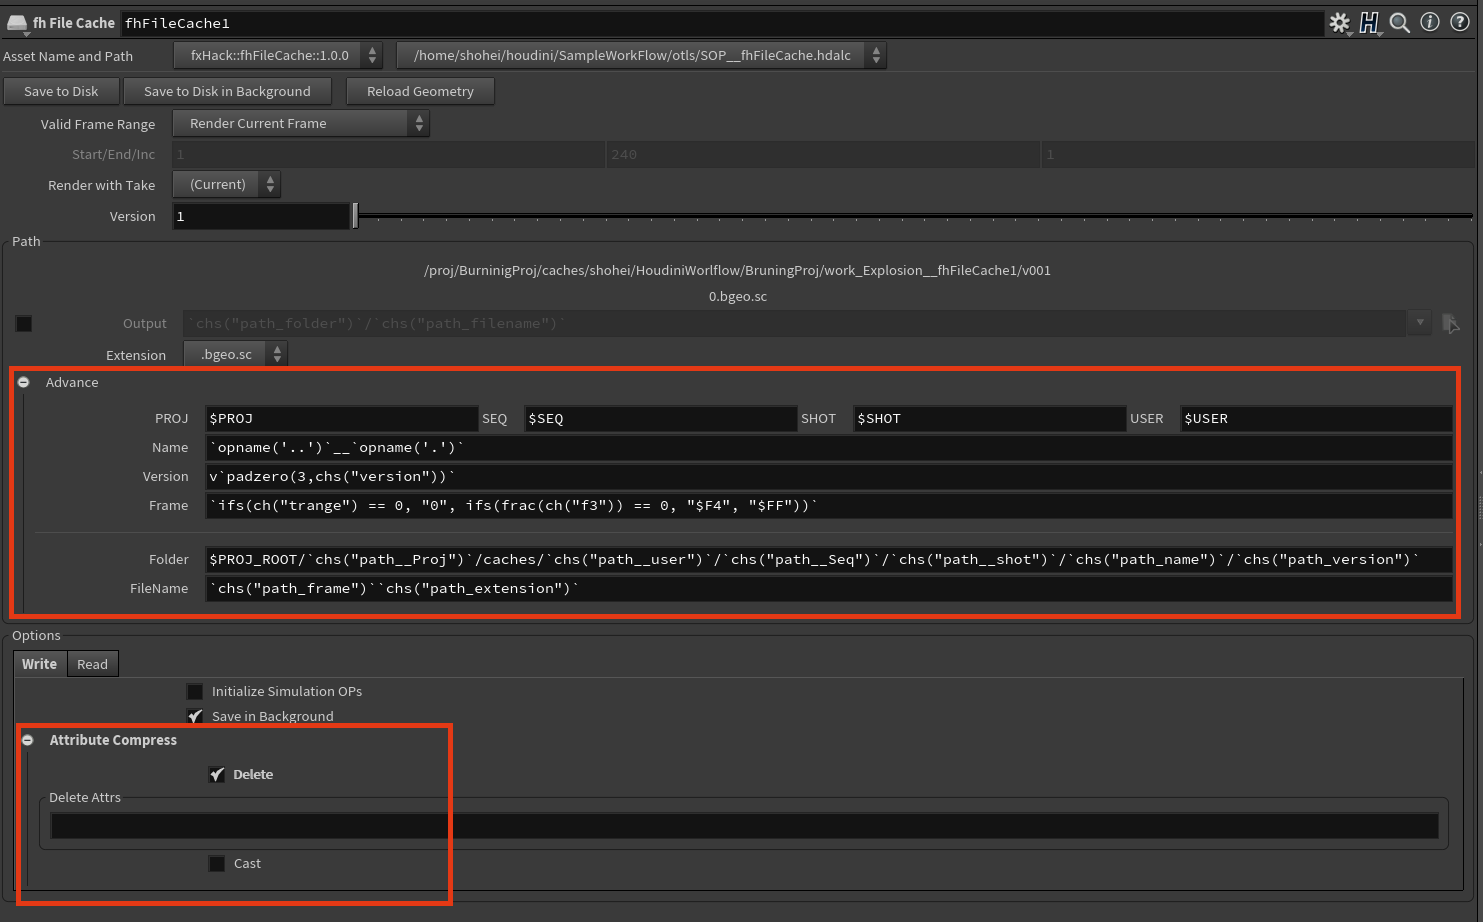 fh File Cache fhFileCache1
Asset Name and Path fxHack::fhFileCache::1.0.0 /home/shohei/houdini/SampleWorkFlow/otls/SOP__fhFileCache.hdalc
Save to Disk Save to Disk in Background Reload Geometry
Valid Frame Range Render Current Frame
Start/End/Inc 1 240 1
Render with Take (Current)
Version 1
Path
/proj/BurninigProj/caches/shohei/HoudiniWorlflow/BruningProj/work_Explosion__fhFileCache1/v001
0.bgeo.sc
Output `chs("path_folder")`/`chs("path_filename")`
Extension .bgeo.sc
Advance
PROJ $PROJ SEQ $SEQ SHOT $SHOT USER $USER
Name `opname('..')`__`opname('.')`
Version v`padzero(3,chs("version"))`
Frame `ifs(ch("trange") == 0, "0", ifs(frac(ch("f3")) == 0, "$F4", "$FF"))`
Folder $PROJ_ROOT/`chs("path__Proj")`/caches/`chs("path__user")`/`chs("path__Seq")`/`chs("path__shot")`/`chs("path_name")`/`chs("path_version")`
FileName `chs("path_frame")``chs("path_extension")`
Options
Write Read
Initialize Simulation OPs
Save in Background
Attribute Compress
Delete
Delete Attrs
Cast